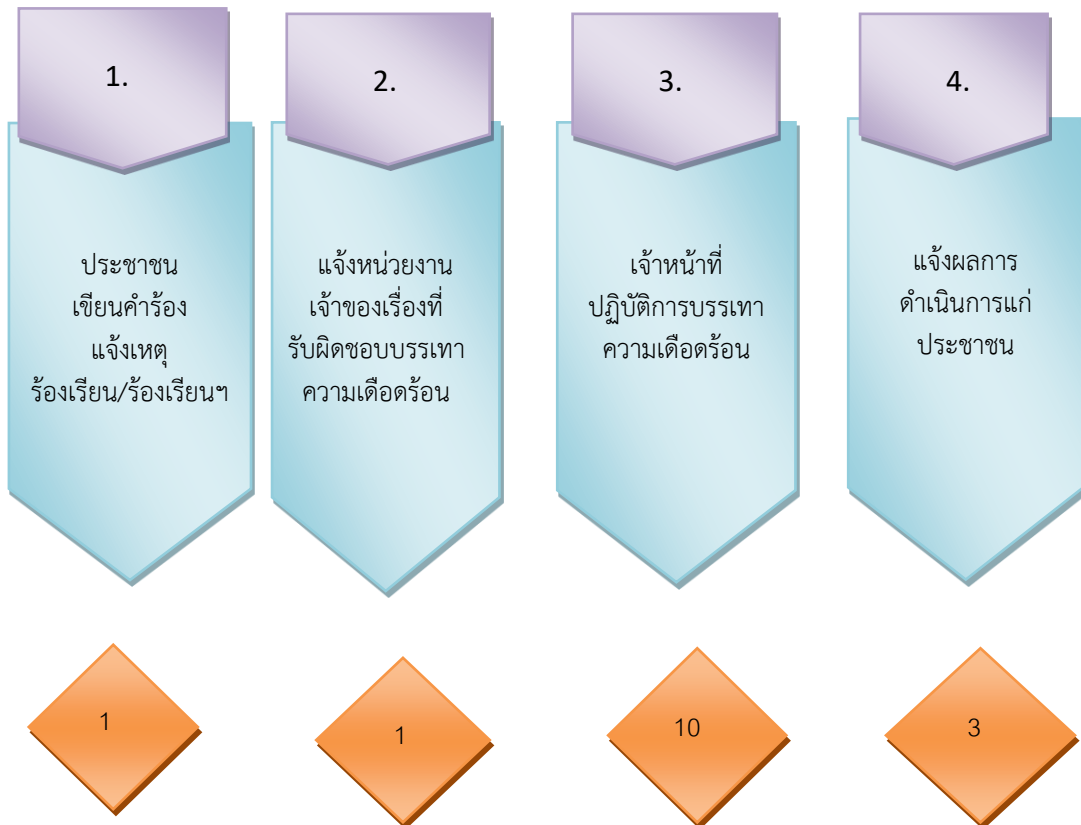 1.
ประชาชน
เขียนคำร้อง
แจ้งเหตุ
ร้องเรียน/ร้องเรียนฯ
2.
แจ้งหน่วยงาน
เจ้าของเรื่องที่
รับผิดชอบบรรเทา
ความเดือดร้อน
3.
เจ้าหน้าที่
ปฏิบัติการบรรเทา
ความเดือดร้อน
4.
แจ้งผลการ
ดำเนินการแก่
ประชาชน
1
1
10
3